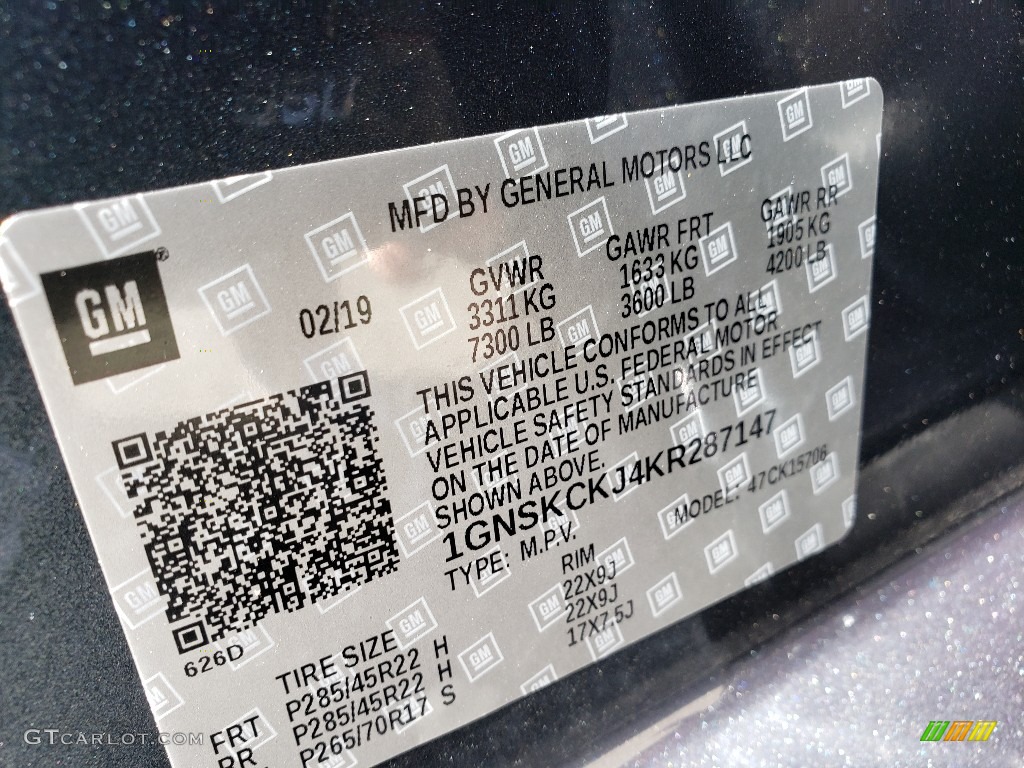 MFD BY GENERAL MOTORS LLC
GM
02/19
GVWR GAWR FRT GAWR RR
3311 KG 1633 KG 1905 KG
7300 LB 3600 LB 4200 LB
THIS VEHICLE CONFORMS TO ALL
APPLICABLE U.S. FEDERAL MOTOR
VEHICLE SAFETY STANDARDS IN EFFECT
ON THE DATE OF MANUFACTURE
SHOWN ABOVE.
1GNSKCKJ4KR287147
TYPE: M.P.V. MODEL: 47CK15706
626D
TIRE SIZE RIM
FRT P285/45R22 H 22X9J
RR P285/45R22 H 22X9J
P265/70R17 S 17X7.5J
GTCARLOT.COM